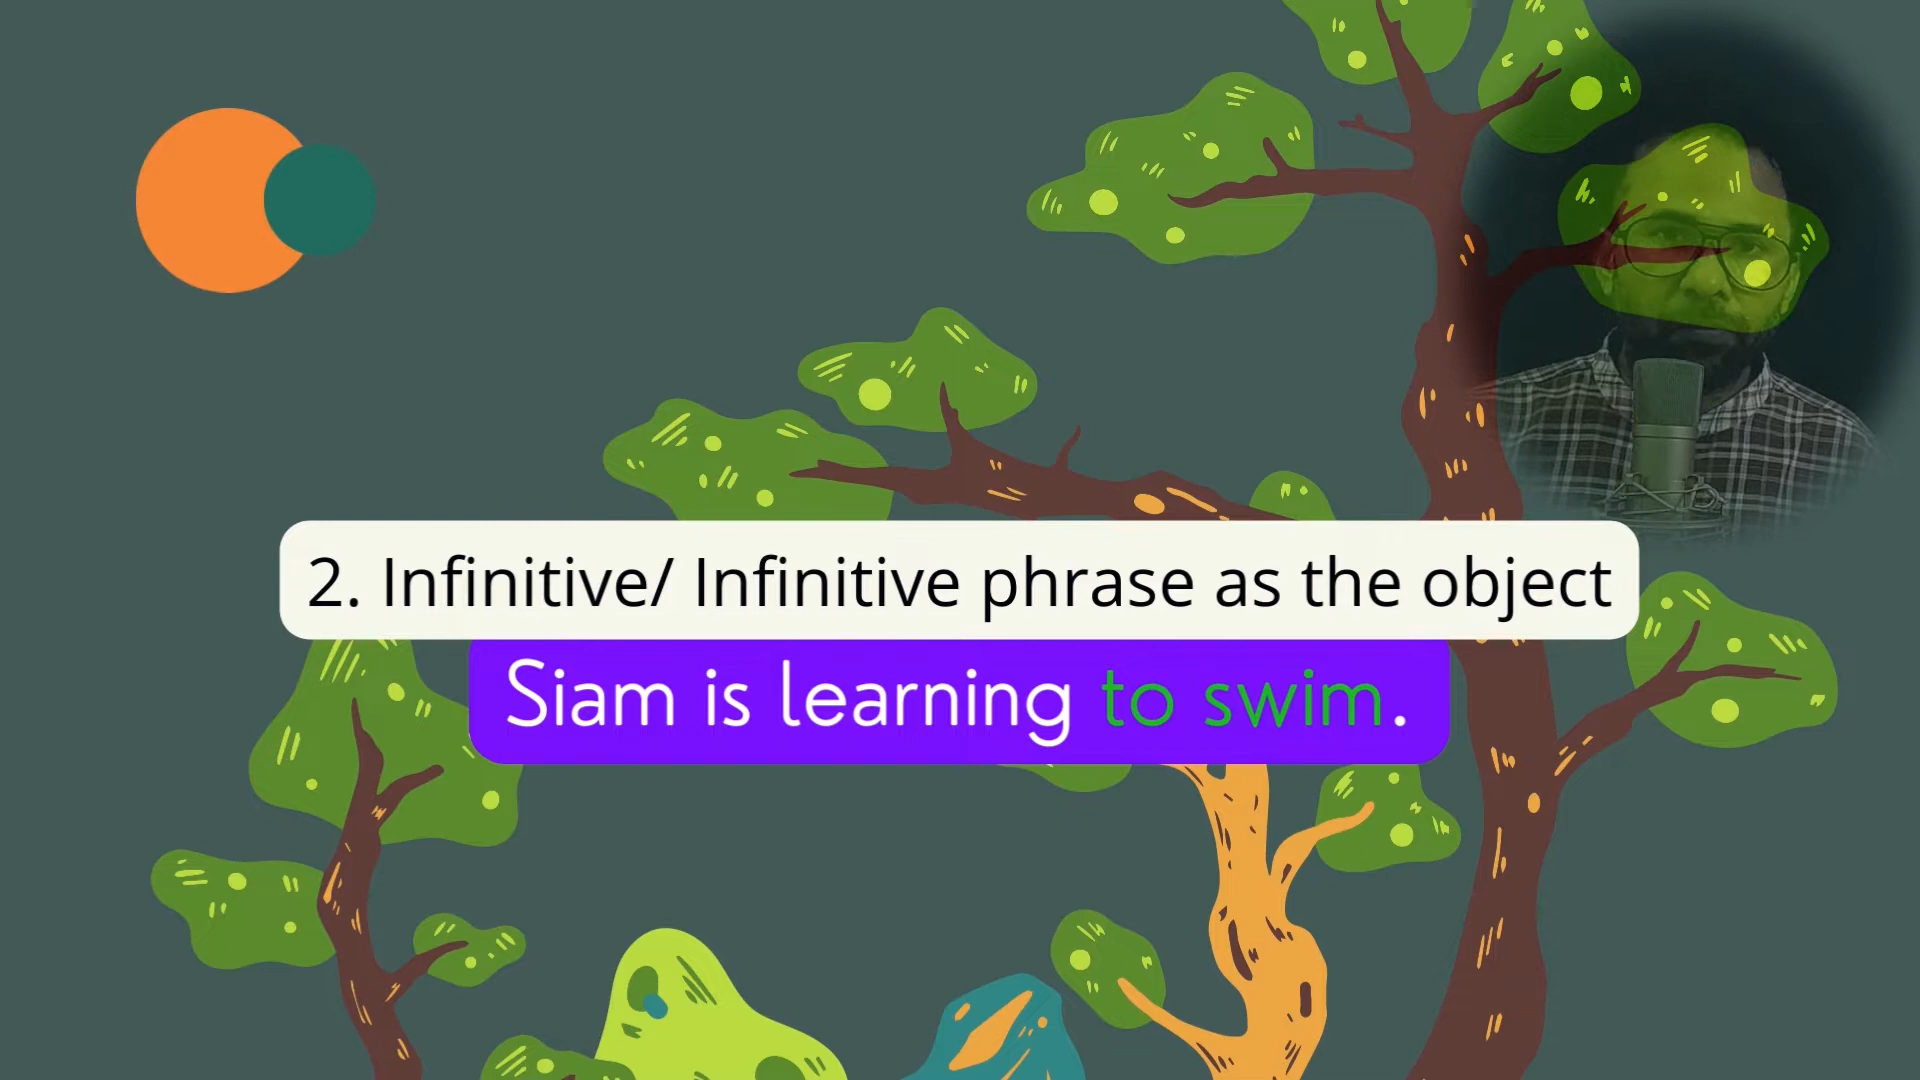 2. Infinitive/ Infinitive phrase as the object
Siam is learning to swim.